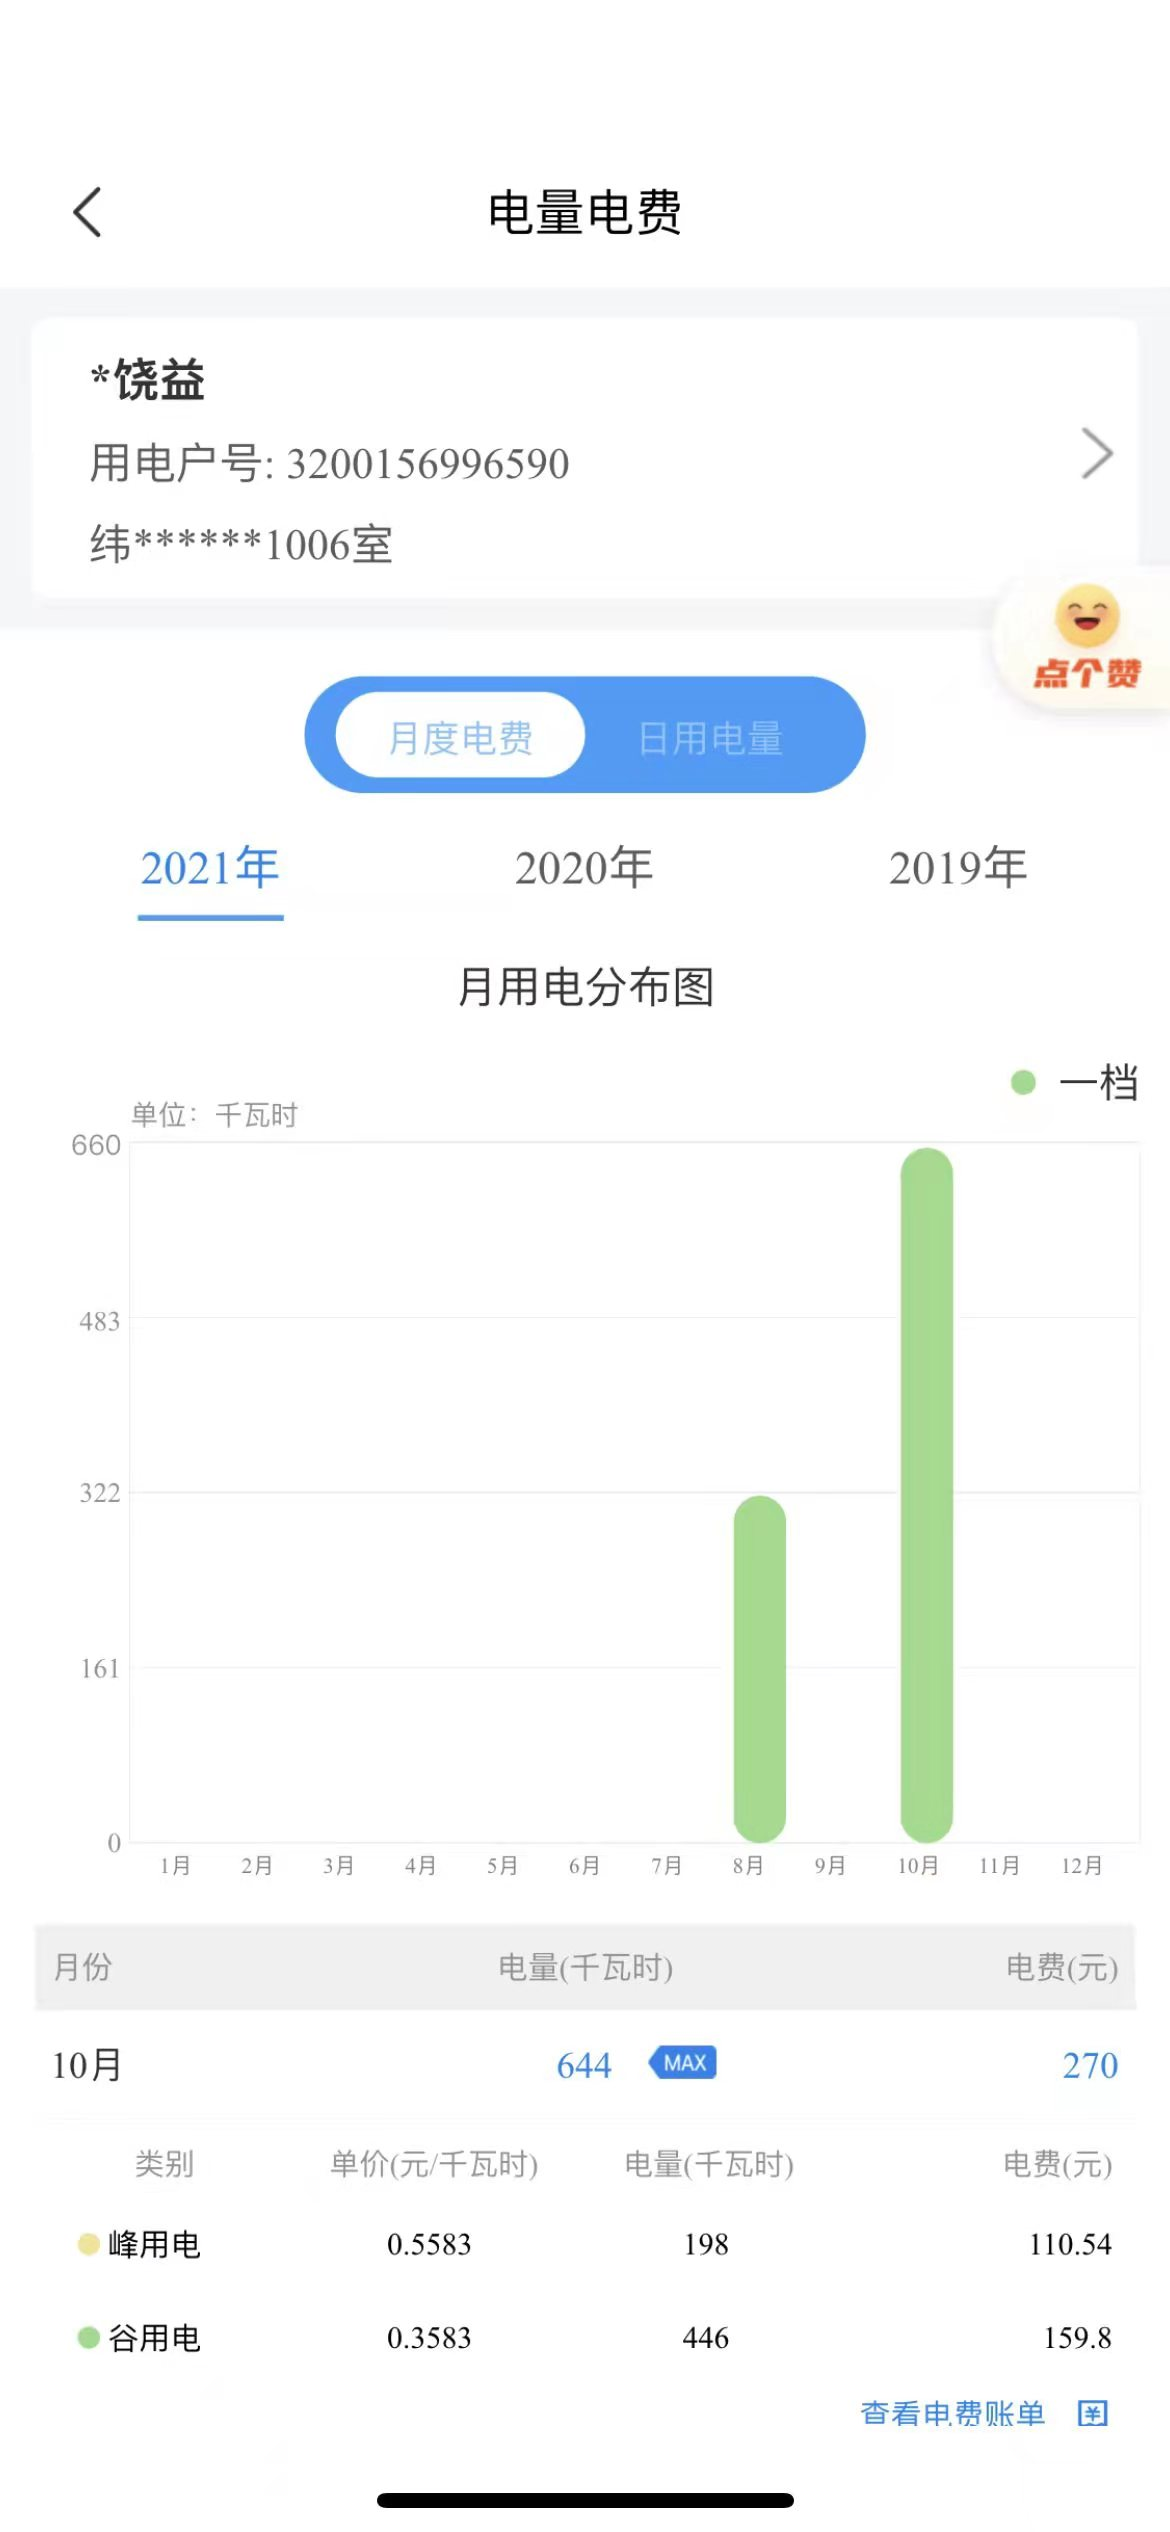 电量电费
*饶益
用电户号: 3200156996590
纬******1006室
点个赞
月度电费 日用电量
2021年 2020年 2019年
月用电分布图
一档
单位：千瓦时
660
483
322
161
0
1月 2月 3月 4月 5月 6月 7月 8月 9月 10月 11月 12月
月份 电量(千瓦时) 电费(元)
10月 644 MAX 270
类别 单价(元/千瓦时) 电量(千瓦时) 电费(元)
峰用电 0.5583 198 110.54
谷用电 0.3583 446 159.8
查看电费账单